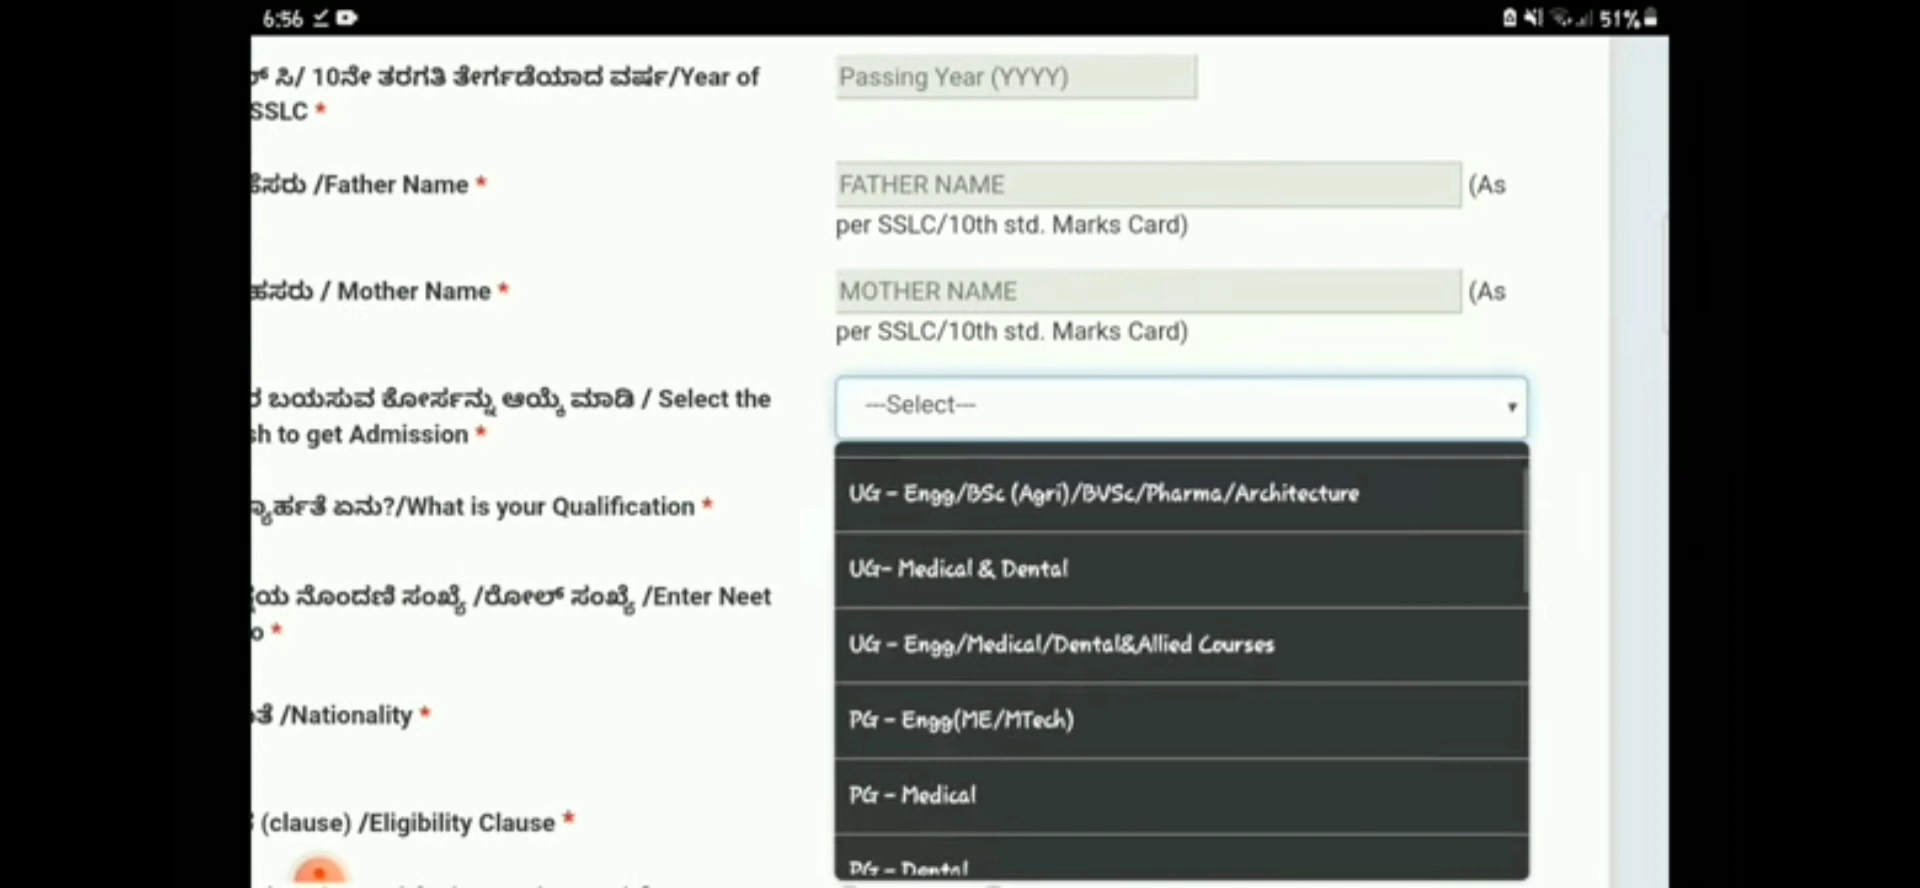 6:56 51%
ಸಿ/ 10ನೇ ತರಗತಿ ತೇರ್ಗಡೆಯಾದ ವರ್ಷ/Year of
SSLC *
Passing Year (YYYY)
/Father Name *
FATHER NAME (As
per SSLC/10th std. Marks Card)
/ Mother Name *
MOTHER NAME (As
per SSLC/10th std. Marks Card)
ಬಯಸುವ ಕೋರ್ಸನ್ನು ಆಯ್ಕೆ ಮಾಡಿ / Select the
to get Admission *
---Select---
UG - Engg/BSc (Agri)/BVSc/Pharma/Architecture
UG- Medical & Dental
UG - Engg/Medical/Dental&Allied Courses
PG - Engg(ME/MTech)
PG - Medical
PG - Dental
ಏನು?/What is your Qualification *
ನೊಂದಣಿ ಸಂಖ್ಯೆ /ರೋಲ್ ಸಂಖ್ಯೆ /Enter Neet
*
/Nationality *
(clause) /Eligibility Clause *